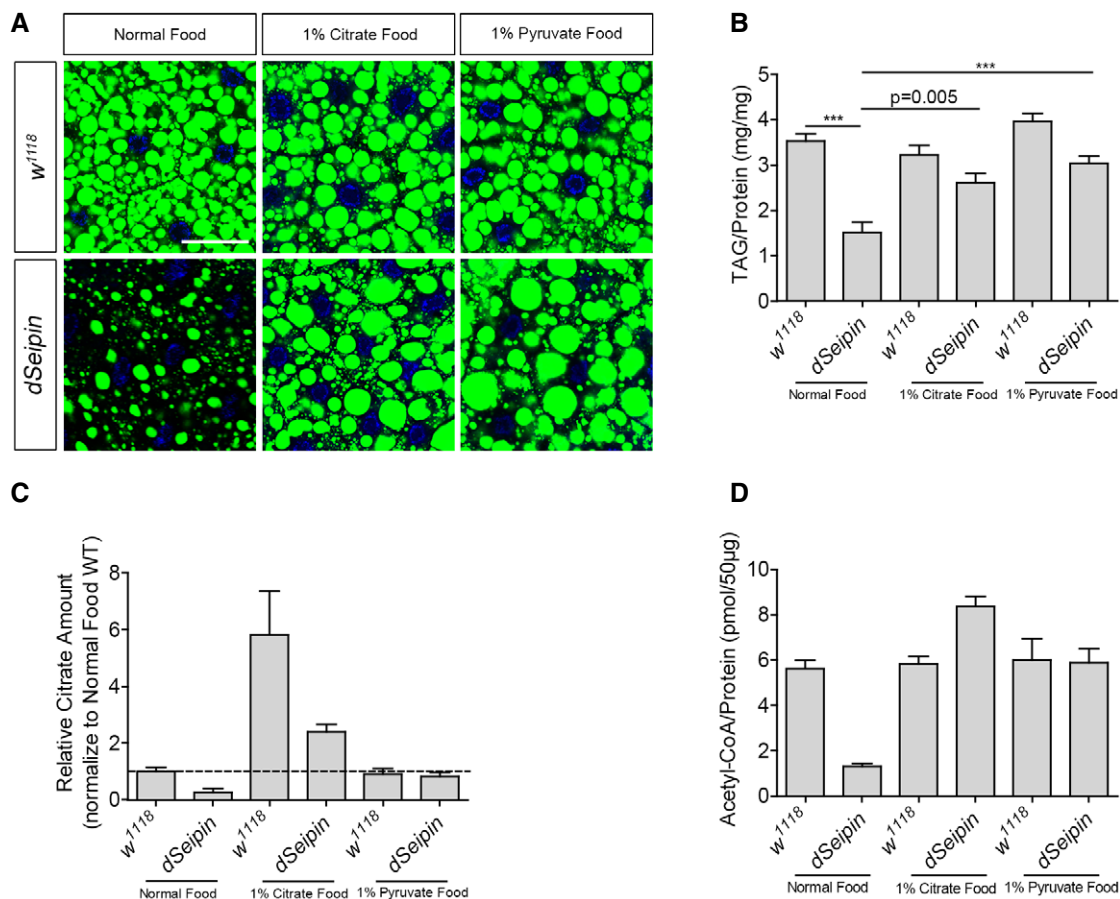 A
Normal Food
1% Citrate Food
1% Pyruvate Food
w1118
dSeipin
B
TAG/Protein (mg/mg)
5
4
3
2
1
0
***
p=0.005
***
w1118
dSeipin
w1118
dSeipin
w1118
dSeipin
Normal Food
1% Citrate Food
1% Pyruvate Food
C
Relative Citrate Amount
(normalize to Normal Food WT)
8
6
4
2
0
w1118
dSeipin
w1118
dSeipin
w1118
dSeipin
Normal Food
1% Citrate Food
1% Pyruvate Food
D
Acetyl-CoA/Protein (pmol/50µg)
10
8
6
4
2
0
w1118
dSeipin
w1118
dSeipin
w1118
dSeipin
Normal Food
1% Citrate Food
1% Pyruvate Food